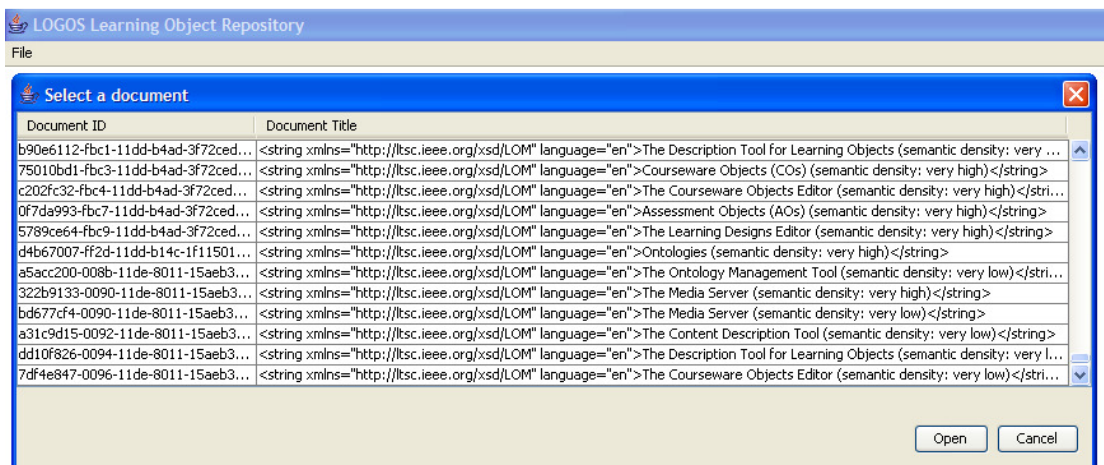 LOGOS Learning Object Repository
File
Select a document
Document ID Document Title
b90e6112-fbc1-11dd-b4ad-3f72ced... <string xmlns="http://ltsc.ieee.org/xsd/LOM" language="en">The Description Tool for Learning Objects (semantic density: very ...
75010bd1-fbc3-11dd-b4ad-3f72ced... <string xmlns="http://ltsc.ieee.org/xsd/LOM" language="en">Courseware Objects (COs) (semantic density: very high)</string>
c202fc32-fbc4-11dd-b4ad-3f72ced... <string xmlns="http://ltsc.ieee.org/xsd/LOM" language="en">The Courseware Objects Editor (semantic density: very high)</stri...
0f7da993-fbc7-11dd-b4ad-3f72ced... <string xmlns="http://ltsc.ieee.org/xsd/LOM" language="en">Assessment Objects (AOs) (semantic density: very high)</string>
5789ce64-fbc9-11dd-b4ad-3f72ced... <string xmlns="http://ltsc.ieee.org/xsd/LOM" language="en">The Learning Designs Editor (semantic density: very high)</string>
d4b67007-ff2d-11dd-b14c-1f11501... <string xmlns="http://ltsc.ieee.org/xsd/LOM" language="en">Ontologies (semantic density: very high)</string>
a5acc200-008b-11de-8011-15aeb3... <string xmlns="http://ltsc.ieee.org/xsd/LOM" language="en">The Ontology Management Tool (semantic density: very low)</stri...
322b9133-0090-11de-8011-15aeb3... <string xmlns="http://ltsc.ieee.org/xsd/LOM" language="en">The Media Server (semantic density: very high)</string>
bd677cf4-0090-11de-8011-15aeb3... <string xmlns="http://ltsc.ieee.org/xsd/LOM" language="en">The Media Server (semantic density: very low)</string>
a31c9d15-0092-11de-8011-15aeb3... <string xmlns="http://ltsc.ieee.org/xsd/LOM" language="en">The Content Description Tool (semantic density: very low)</string>
dd10f826-0094-11de-8011-15aeb3... <string xmlns="http://ltsc.ieee.org/xsd/LOM" language="en">The Description Tool for Learning Objects (semantic density: very l...
7df4e847-0096-11de-8011-15aeb3... <string xmlns="http://ltsc.ieee.org/xsd/LOM" language="en">The Courseware Objects Editor (semantic density: very low)</stri...
Open Cancel